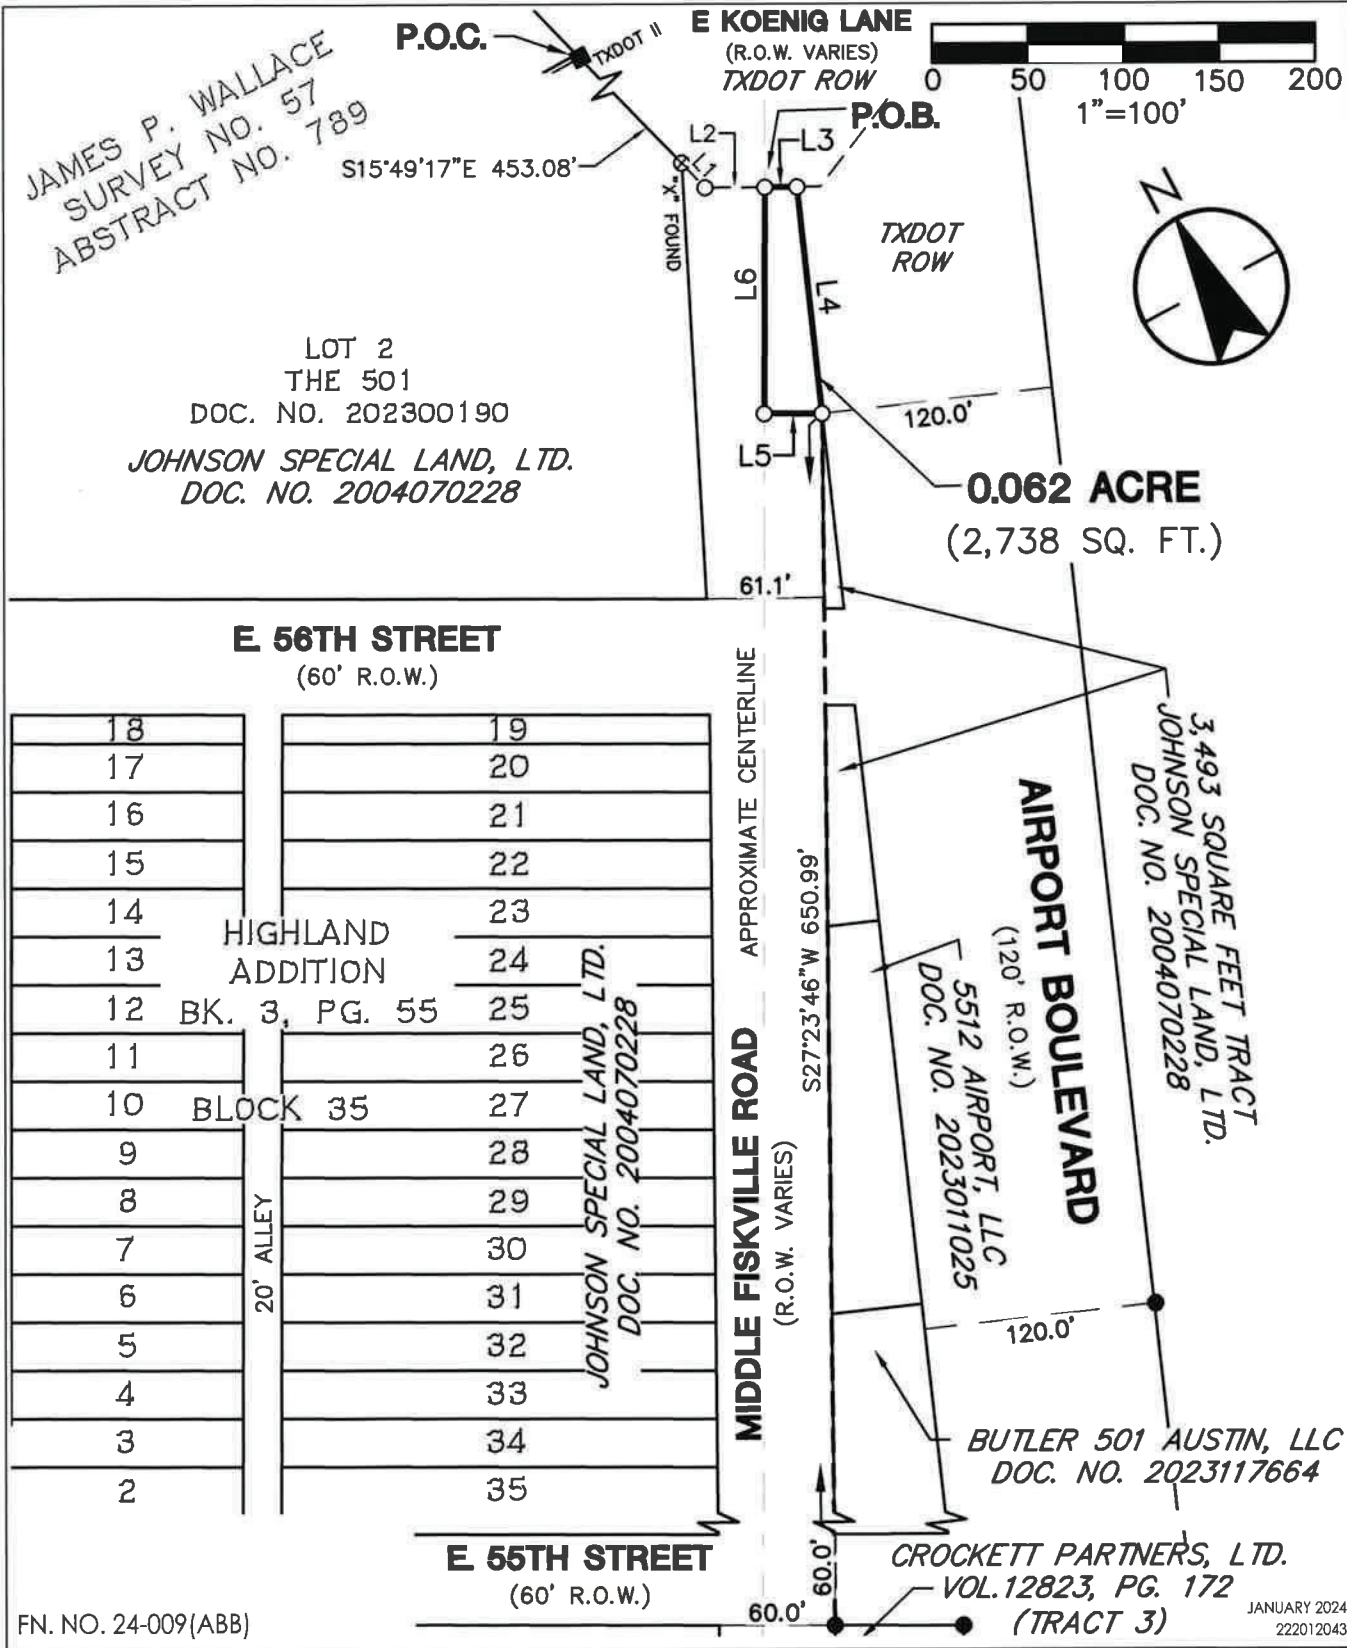 P.O.C.
TXDOT II
E KOENIG LANE
(R.O.W. VARIES)
TXDOT ROW
0 50 100 150 200
1"=100'
P.O.B.
JAMES P. WALLACE
SURVEY NO. 57
ABSTRACT NO. 789
S15°49'17"E 453.08'
L1
L2
L3
"X" FOUND
TXDOT
ROW
N
L6
L4
LOT 2
THE 501
DOC. NO. 202300190
JOHNSON SPECIAL LAND, LTD.
DOC. NO. 2004070228
L5
120.0'
0.062 ACRE
(2,738 SQ. FT.)
61.1'
E. 56TH STREET
(60' R.O.W.)
18
17
16
15
14
13
12
11
10
9
8
7
6
5
4
3
2
HIGHLAND
ADDITION
BK. 3, PG. 55
BLOCK 35
20' ALLEY
19
20
21
22
23
24
25
26
27
28
29
30
31
32
33
34
35
JOHNSON SPECIAL LAND, LTD.
DOC. NO. 2004070228
MIDDLE FISKVILLE ROAD
(R.O.W. VARIES)
APPROXIMATE CENTERLINE
S27°23'46"W 650.99'
3,493 SQUARE FEET TRACT
JOHNSON SPECIAL LAND, LTD.
DOC. NO. 2004070228
AIRPORT BOULEVARD
(120' R.O.W.)
5512 AIRPORT, LLC
DOC. NO. 2023011025
120.0'
BUTLER 501 AUSTIN, LLC
DOC. NO. 2023117664
E. 55TH STREET
(60' R.O.W.)
60.0'
60.0'
CROCKETT PARTNERS, LTD.
VOL.12823, PG. 172
(TRACT 3)
FN. NO. 24-009(ABB)
JANUARY 2024
222012043